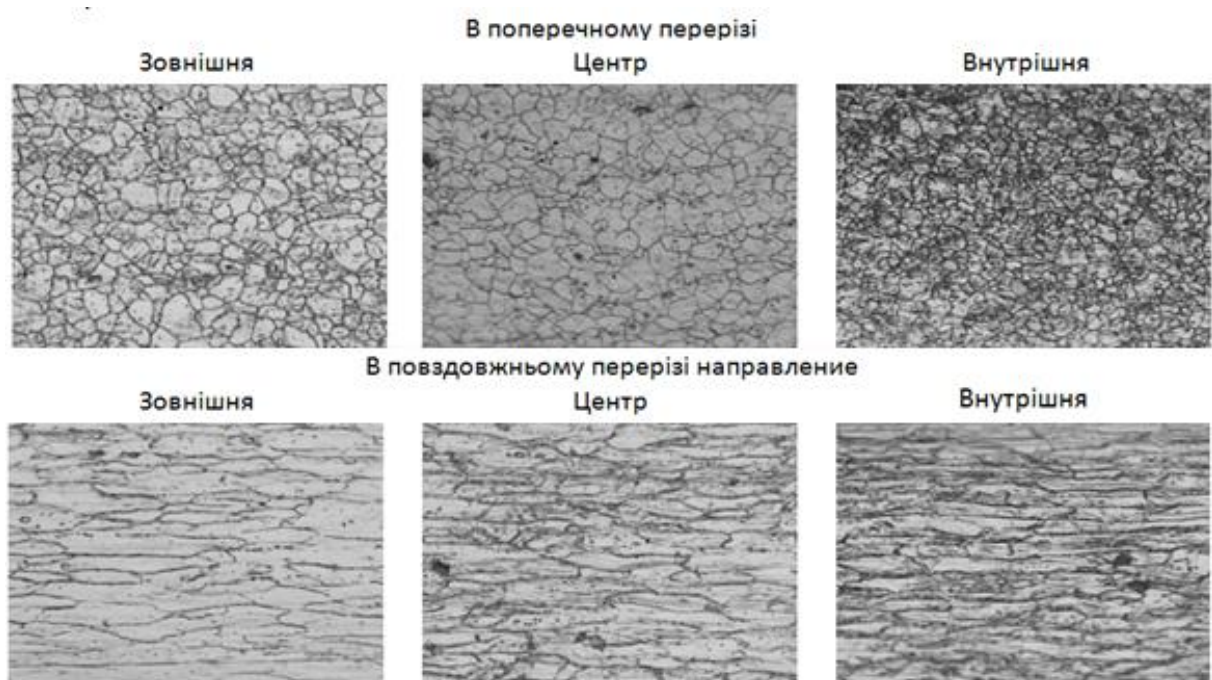 В поперечному перерізі
Зовнішня Центр Внутрішня
В повздовжньому перерізі направление
Зовнішня Центр Внутрішня